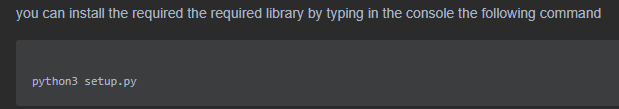 you can install the required the required library by typing in the console the following command
python3 setup.py